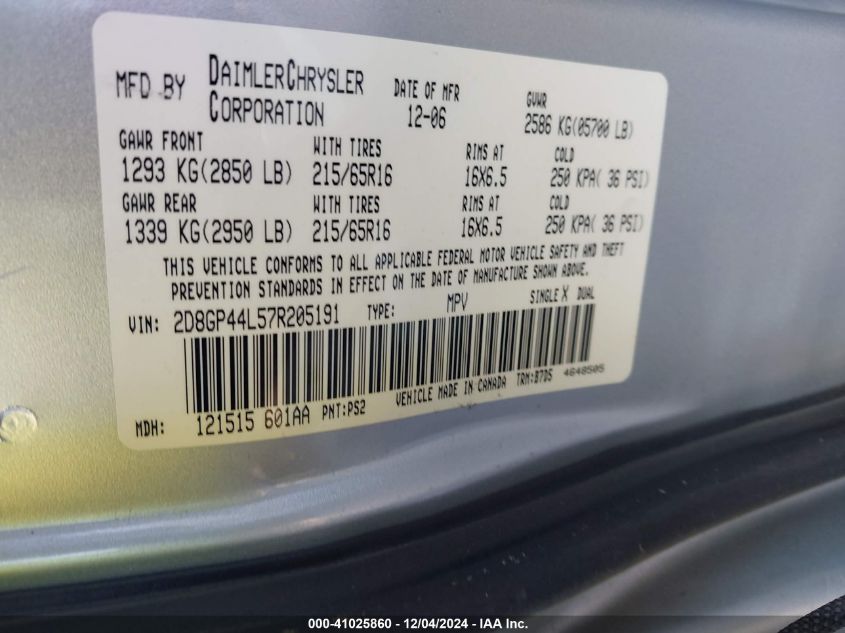 MFD BY DAIMLERCHRYSLER CORPORATION DATE OF MFR 12-06 GVWR 2586 KG(05700 LB)
GAWR FRONT WITH TIRES RIMS AT COLD
1293 KG(2850 LB) 215/65R16 16X6.5 250 KPA( 36 PSI)
GAWR REAR WITH TIRES RIMS AT COLD
1339 KG(2950 LB) 215/65R16 16X6.5 250 KPA( 36 PSI)
THIS VEHICLE CONFORMS TO ALL APPLICABLE FEDERAL MOTOR VEHICLE SAFETY AND THEFT
PREVENTION STANDARDS IN EFFECT ON THE DATE OF MANUFACTURE SHOWN ABOVE.
VIN: 2D8GP44L57R205191 TYPE: MPV SINGLE X DUAL
MDH: 121515 601AA PNT:PS2 VEHICLE MADE IN CANADA TRM:B7D5 4648505
000-41025860 - 12/04/2024 - 121515 - IAA Inc.